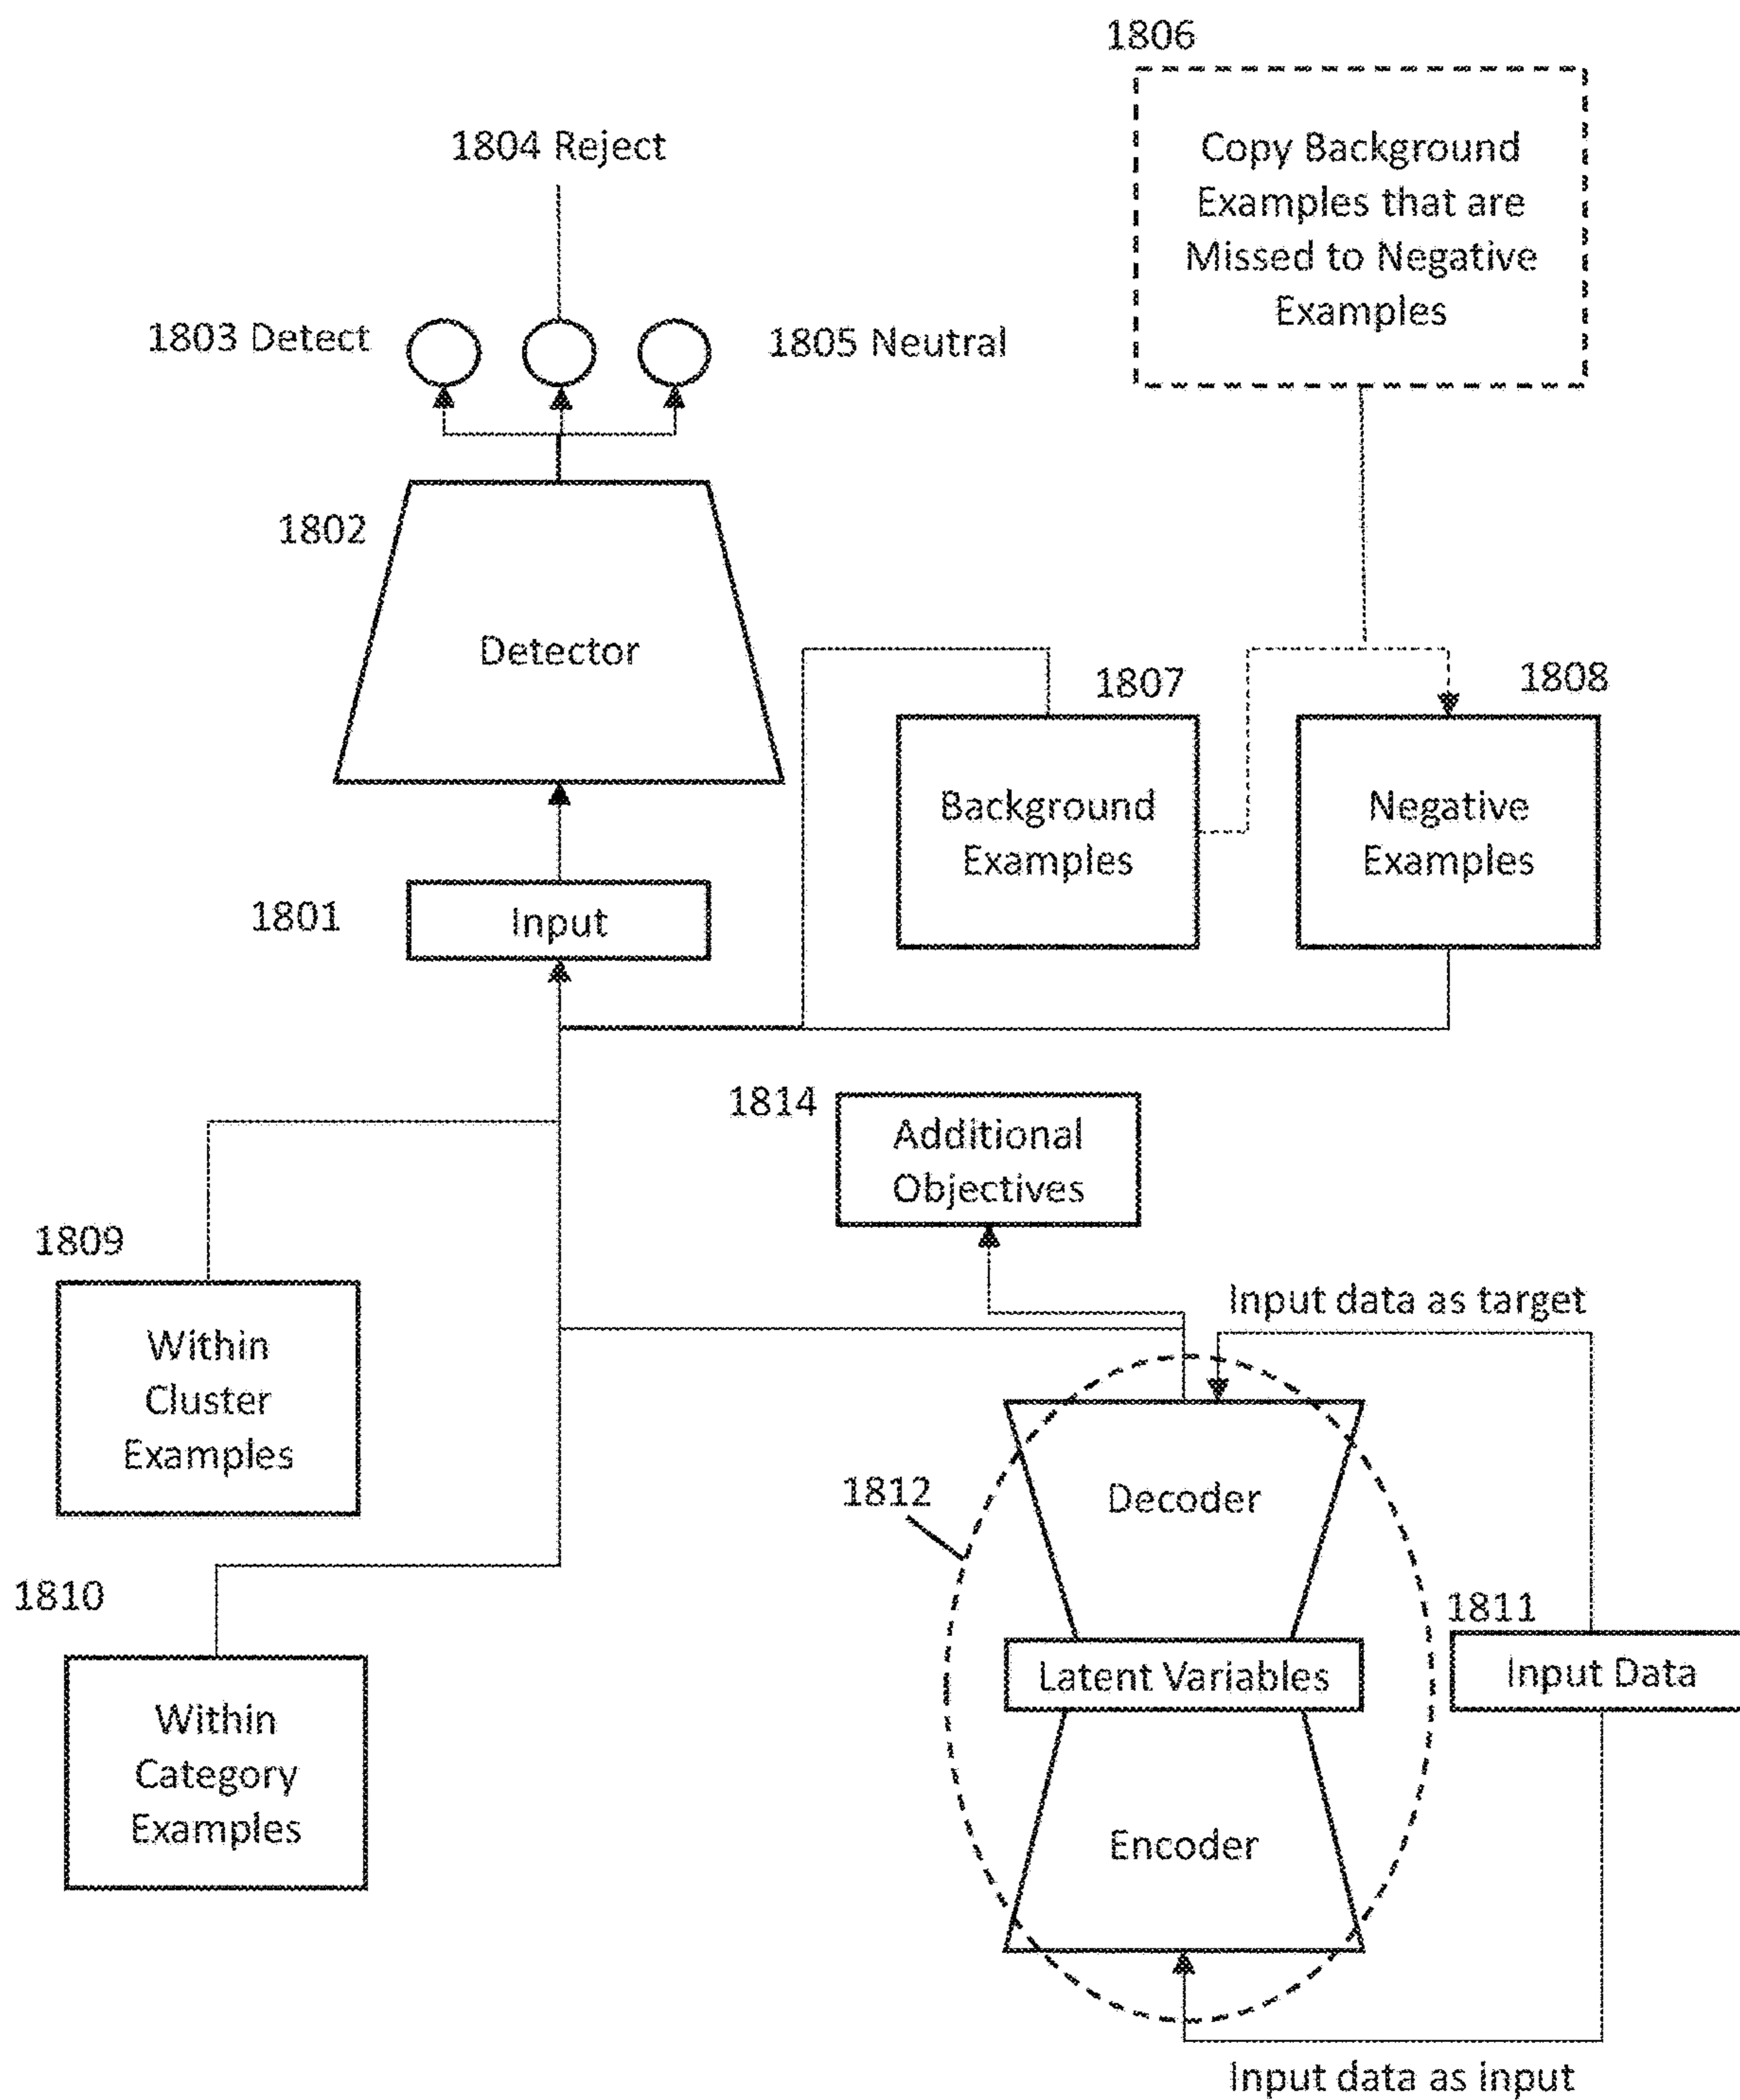 1806
Copy Background
Examples that are
Missed to Negative
Examples
1804 Reject
1803 Detect
1805 Neutral
1802
Detector
1807
1808
Background
Examples
Negative
Examples
1801
Input
1814
Additional
Objectives
1809
Within
Cluster
Examples
Input data as target
1812
Decoder
1810
1811
Latent Variables
Input Data
Within
Category
Examples
Encoder
Input data as input